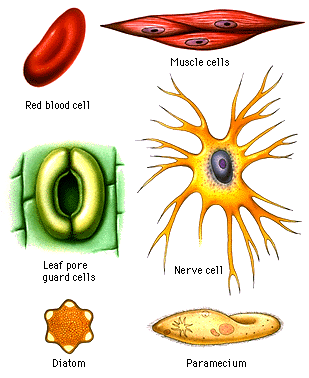 Muscle cells
Red blood cell
Leaf pore
guard cells
Nerve cell
Diatom
Paramecium